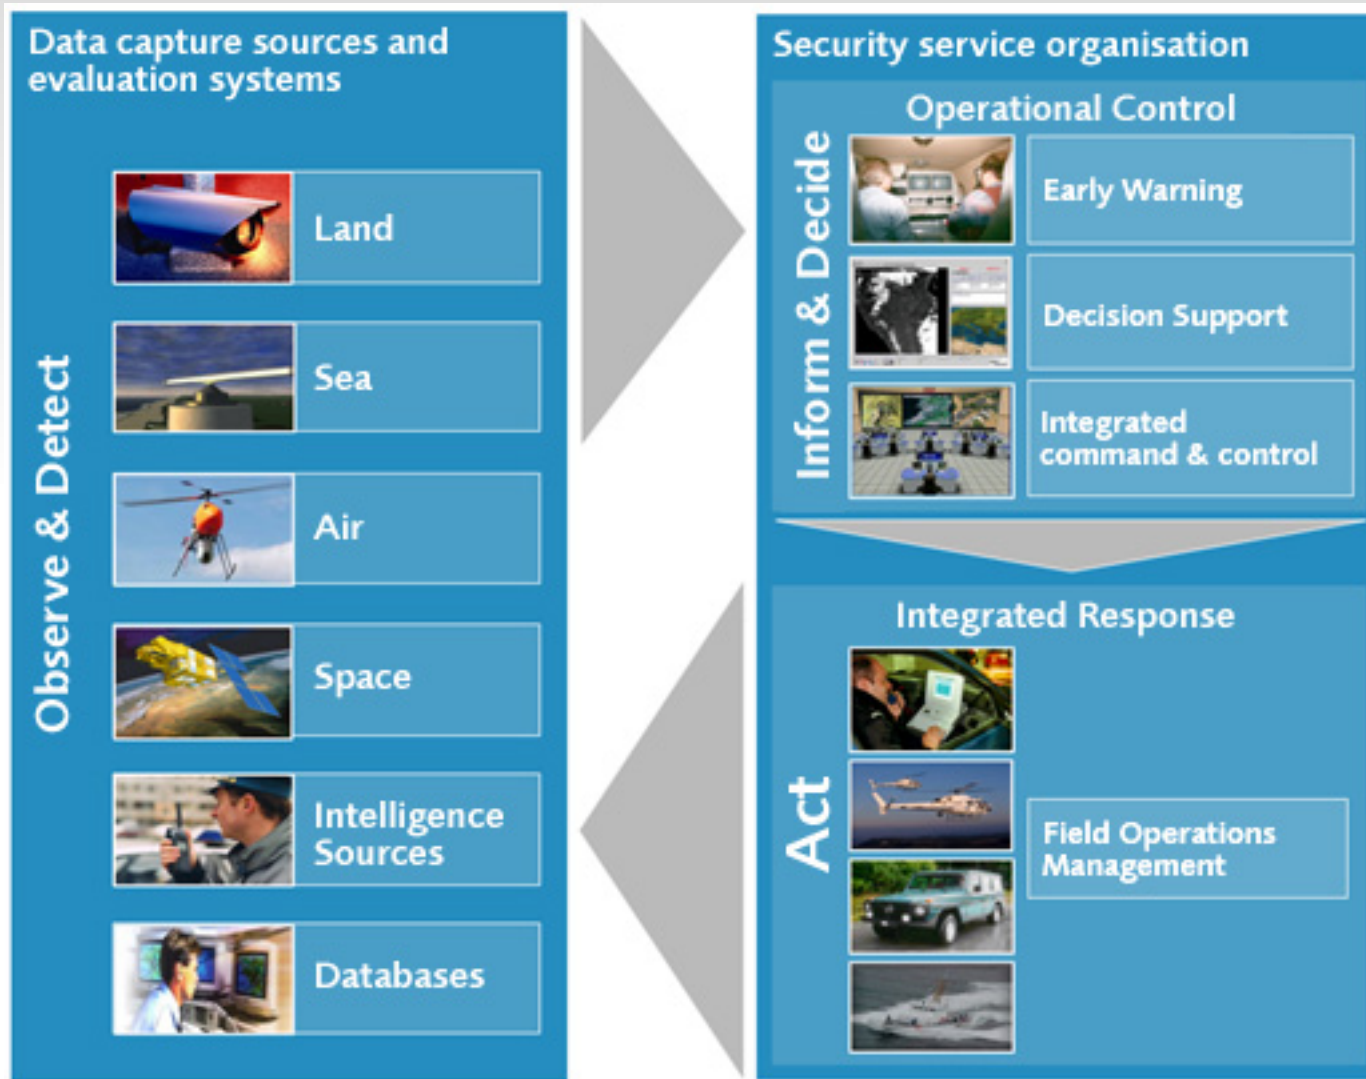 Data capture sources and
evaluation systems
Observe & Detect
Land
Sea
Air
Space
Intelligence
Sources
Databases
Security service organisation
Operational Control
Inform & Decide
Early Warning
Decision Support
Integrated
command & control
Integrated Response
Act
Field Operations
Management